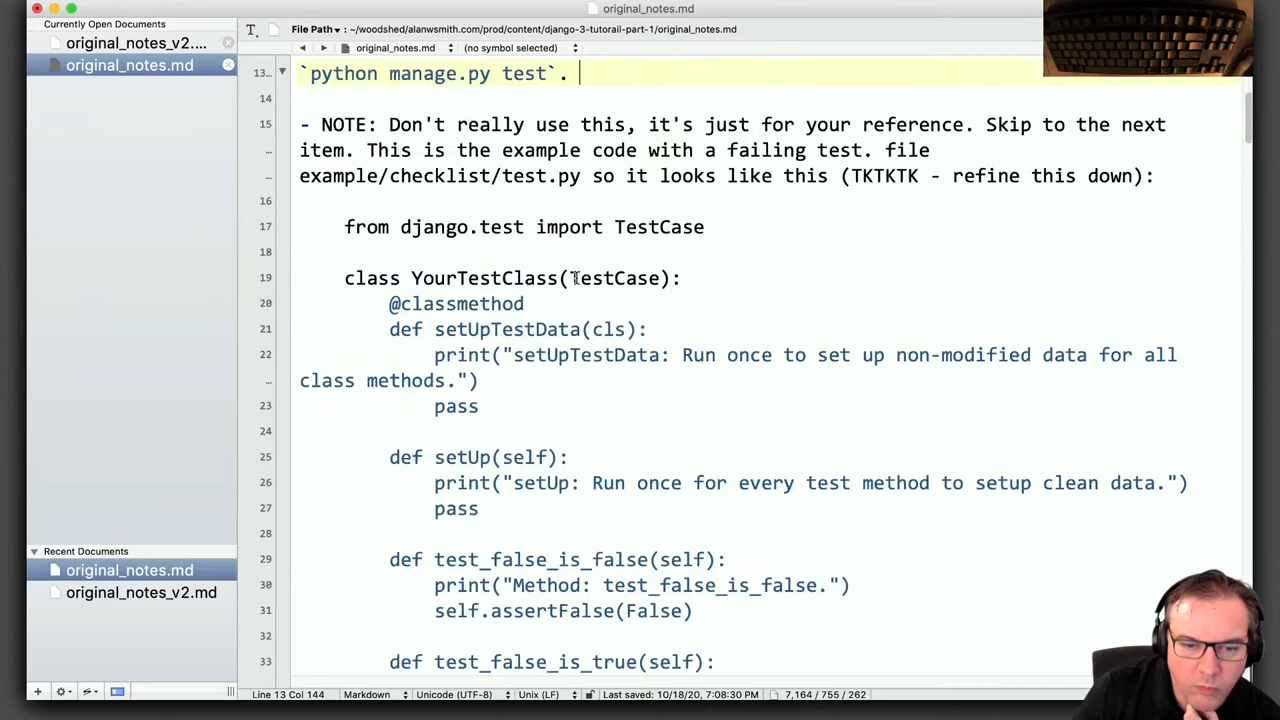 original_notes.md
Currently Open Documents
original_notes_v2....
original_notes.md
File Path : ~/woodshed/alanwsmith.com/prod/content/django-3-tutorail-part-1/original_notes.md
original_notes.md
(no symbol selected)
13...
`python manage.py test`.
14
15
- NOTE: Don't really use this, it's just for your reference. Skip to the next
item. This is the example code with a failing test. file
example/checklist/test.py so it looks like this (TKTKTK - refine this down):
16
17
from django.test import TestCase
18
19
class YourTestClass(TestCase):
20
@classmethod
21
def setUpTestData(cls):
22
print("setUpTestData: Run once to set up non-modified data for all
class methods.")
23
pass
24
25
def setUp(self):
26
print("setUp: Run once for every test method to setup clean data.")
27
pass
28
29
def test_false_is_false(self):
30
print("Method: test_false_is_false.")
31
self.assertFalse(False)
32
33
def test_false_is_true(self):
Recent Documents
original_notes.md
original_notes_v2.md
Line 13 Col 144
Markdown
Unicode (UTF-8)
Unix (LF)
Last saved: 10/18/20, 7:08:30 PM
7,164 / 755 / 262